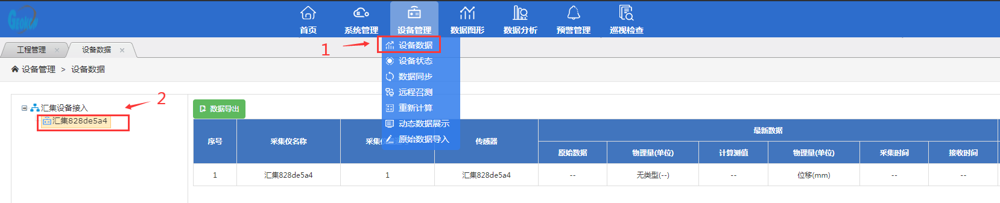 GEOKON
首页 系统管理 设备管理 数据图形 数据分析 预警管理 巡视检查
工程管理 × 设备数据 ×
1
设备数据
设备状态
数据同步
远程召测
重新计算
动态数据展示
原始数据导入
设备管理 > 设备数据
2
汇集设备接入
汇集828de5a4
数据导出
序号 采集仪名称 采集仪 传感器 最新数据
原始数据 物理量(单位) 计算测值 物理量(单位) 采集时间 接收时间
1 汇集828de5a4 1 汇集828de5a4 -- 无类型(--) -- 位移(mm) -- --